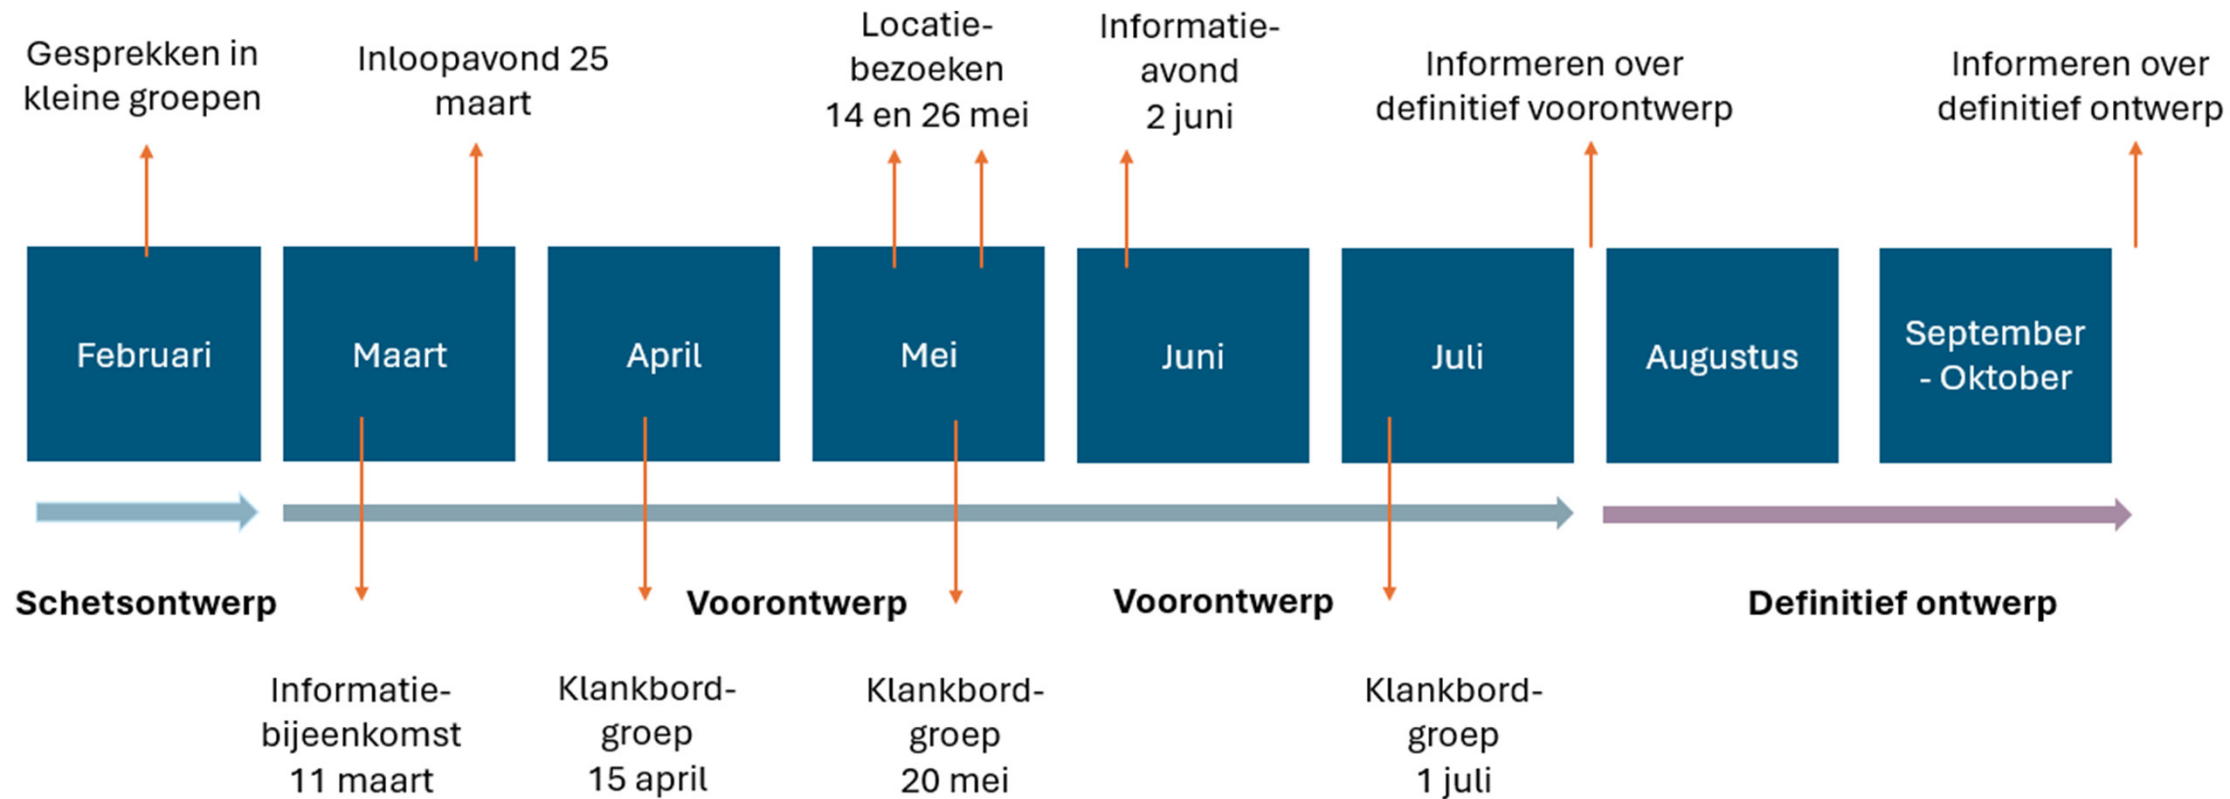 Gesprekken in
kleine groepen
Inloopavond 25
maart
Locatie-
bezoeken
14 en 26 mei
Informatie-
avond
2 juni
Informeren over
definitief voorontwerp
Informeren over
definitief ontwerp
Februari
Maart
April
Mei
Juni
Juli
Augustus
September
- Oktober
Schetsontwerp
Voorontwerp
Voorontwerp
Definitief ontwerp
Informatie-
bijeenkomst
11 maart
Klankbord-
groep
15 april
Klankbord-
groep
20 mei
Klankbord-
groep
1 juli